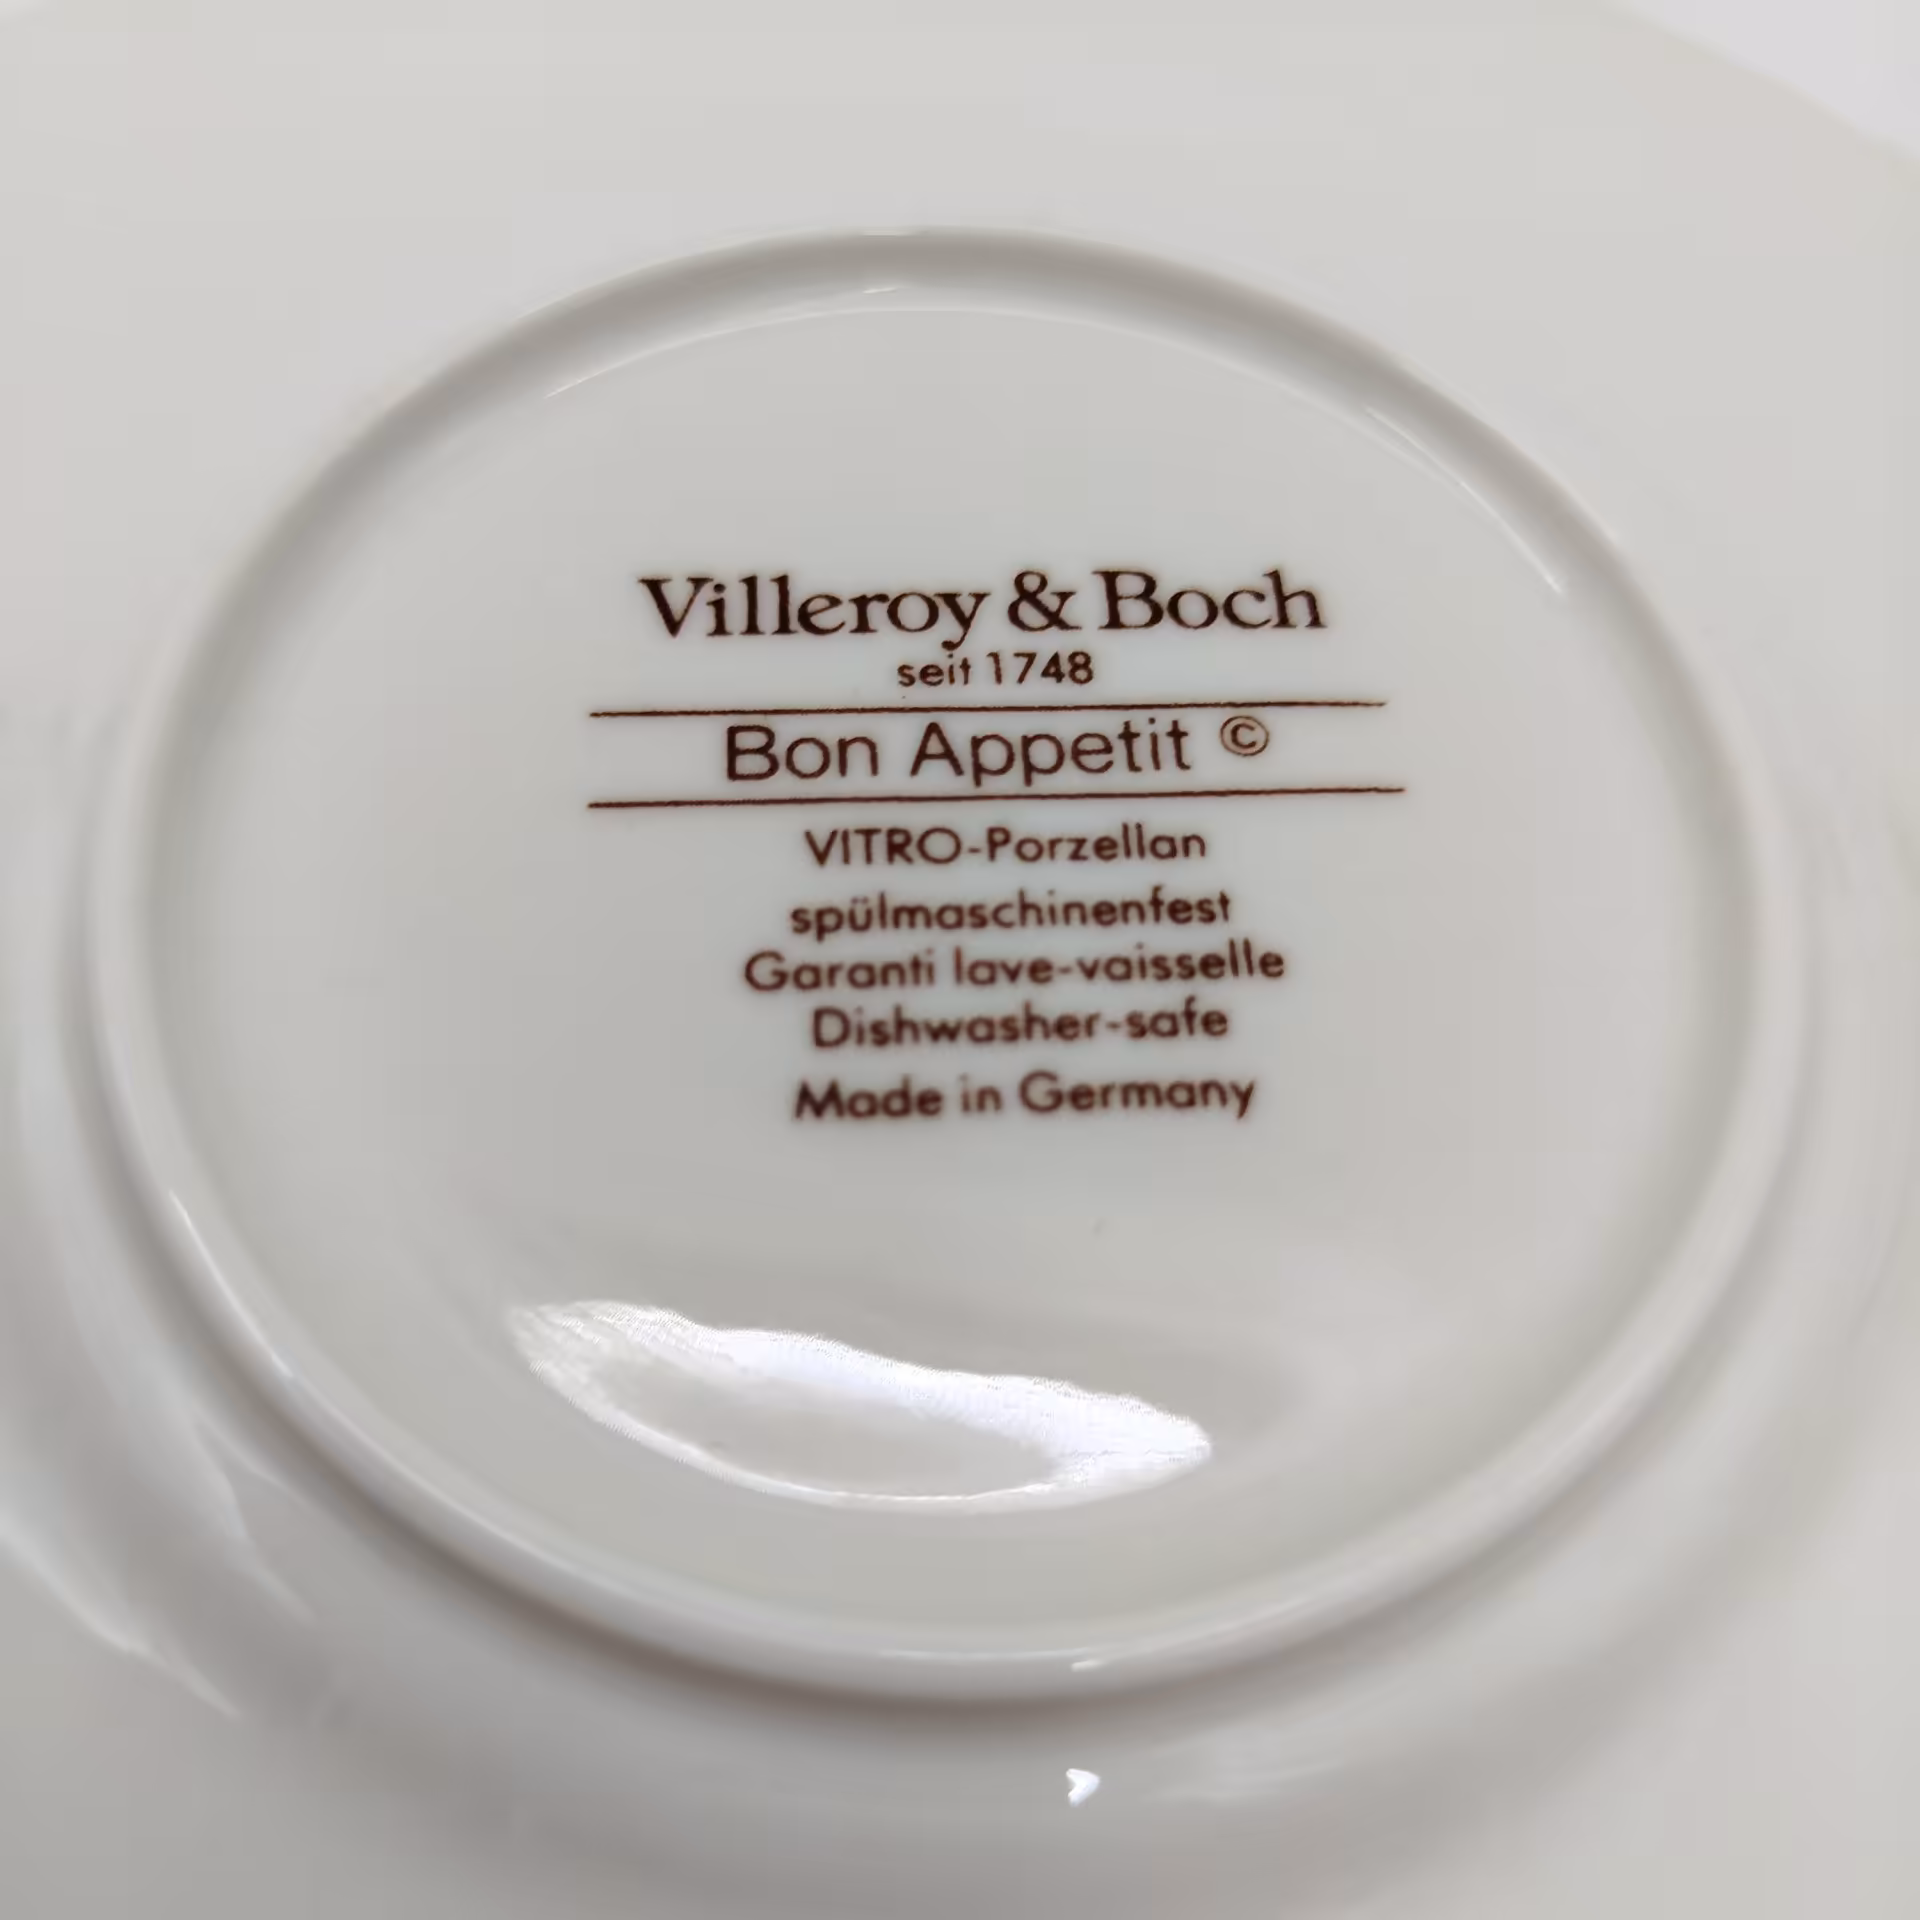 Villeroy & Boch
seit 1748
Bon Appetit ©
VITRO-Porzellan
spülmaschinenfest
Garanti lave-vaisselle
Dishwasher-safe
Made in Germany